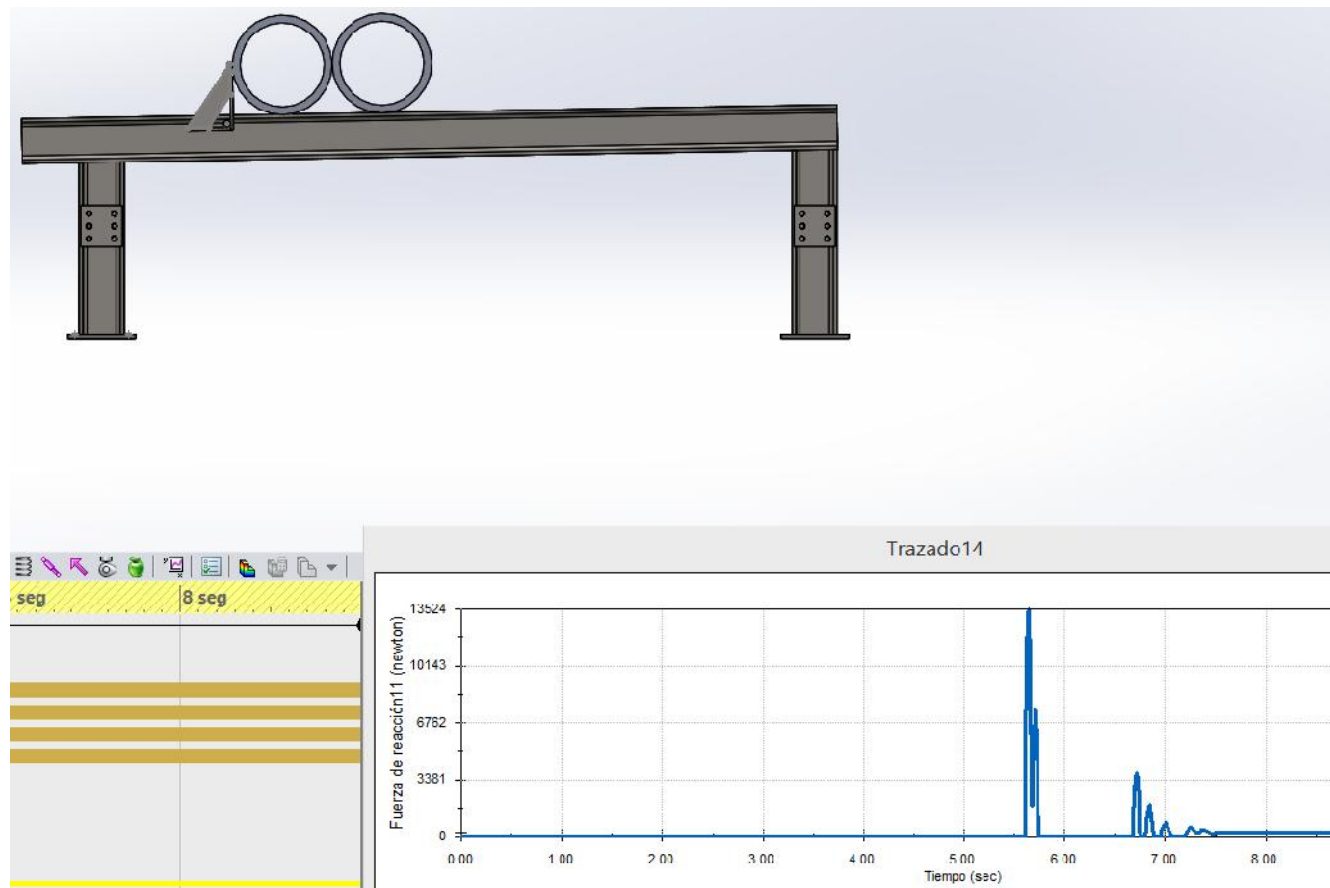 Trazado14
seg
8 seg
Fuerza de reacción11 (newton)
13524
10143
6762
3381
0
0.00
1.00
2.00
3.00
4.00
5.00
6.00
7.00
8.00
Tiempo (sec)